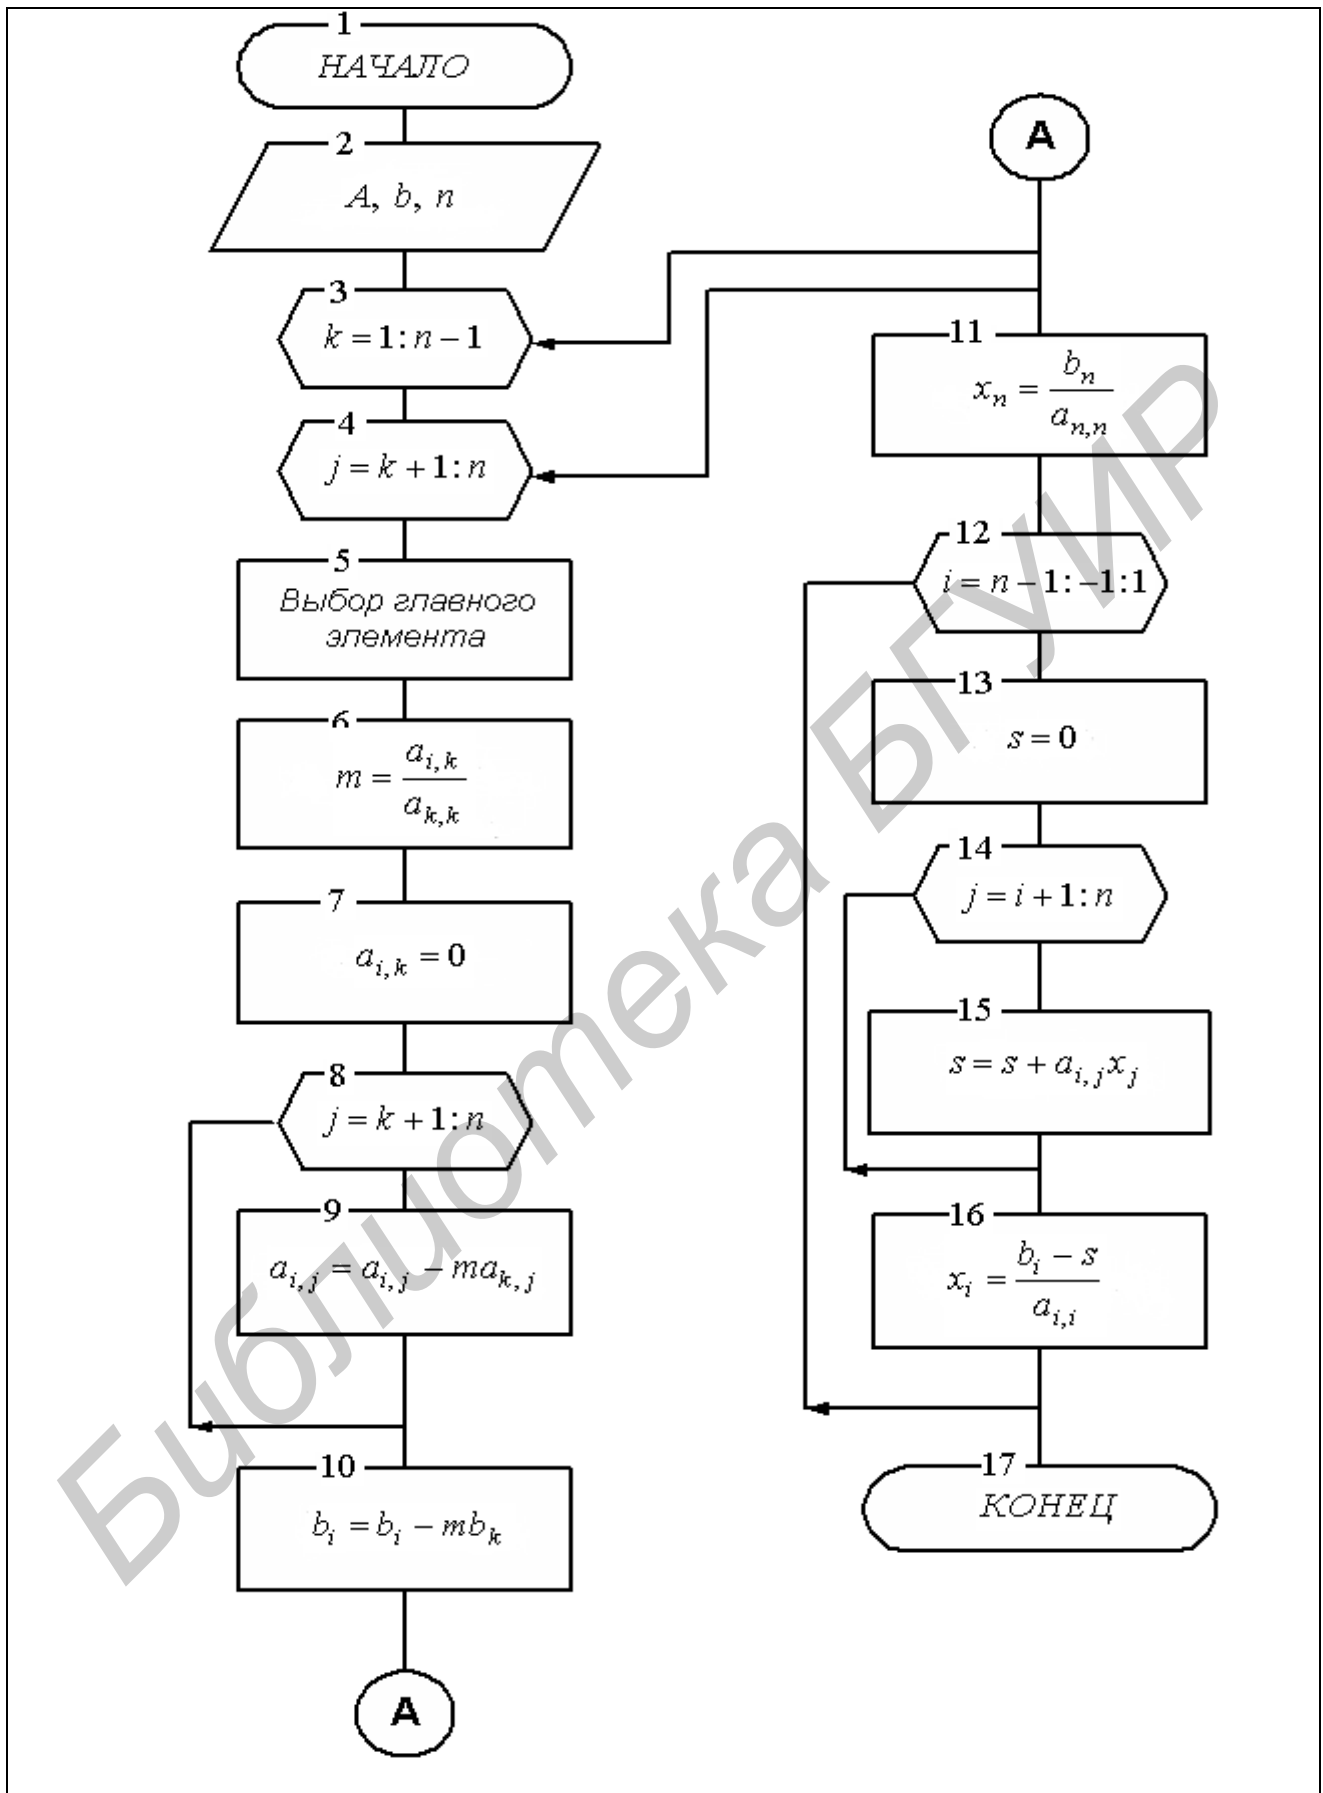 1
НАЧАЛО
2
A, b, n
3
k = 1 : n − 1
4
j = k + 1 : n
5
Выбор главного
элемента
6
m = a_{i,k} / a_{k,k}
7
a_{i,k} = 0
8
j = k + 1 : n
9
a_{i,j} = a_{i,j} − ma_{k,j}
10
b_i = b_i − mb_k
A
A
11
x_n = b_n / a_{n,n}
12
i = n − 1 : −1 : 1
13
s = 0
14
j = i + 1 : n
15
s = s + a_{i,j}x_j
16
x_i = (b_i − s) / a_{i,i}
17
КОНЕЦ
Библиотека БГУИР